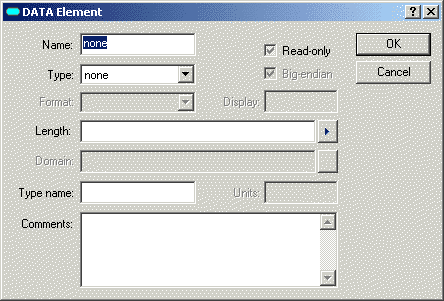 DATA Element
Name: none
Read-only
OK
Type: none
Big-endian
Cancel
Format:
Display:
Length:
Domain:
Type name:
Units:
Comments: